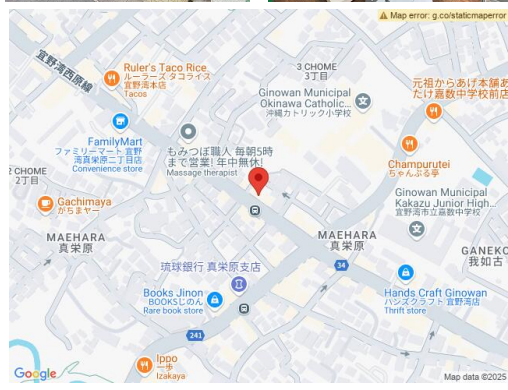 Map error: g.co/staticmaperror
宜野湾西原線
Ruler's Taco Rice
ルーラーズ タコライス
宜野湾本店
Tacos
3 CHOME
3丁目
Ginowan Municipal
Okinawa Catholic...
沖縄カトリック小学校
元祖からあげ本舗あ
たけ嘉数中学校前店
FamilyMart
ファミリーマート 宜野
湾真栄原二丁目店
Convenience store
もみつぼ職人 毎朝5時
まで営業! 年中無休!
Massage therapist
Champurutei
ちゃんぷる亭
2 CHOME
2丁目
Gachimaya
がちまヤー
Ginowan Municipal
Kakazu Junior High...
宜野湾市立嘉数中学校
MAEHARA
真栄原
MAEHARA
真栄原
GANEKO
我如古
琉球銀行 真栄原支店
34
Books Jinon
BOOKSじのん
Rare book store
Hands Craft Ginowan
ハンズクラフト 宜野湾店
Thrift store
241
Ippo
一歩
Izakaya
Google
Map data ©2025